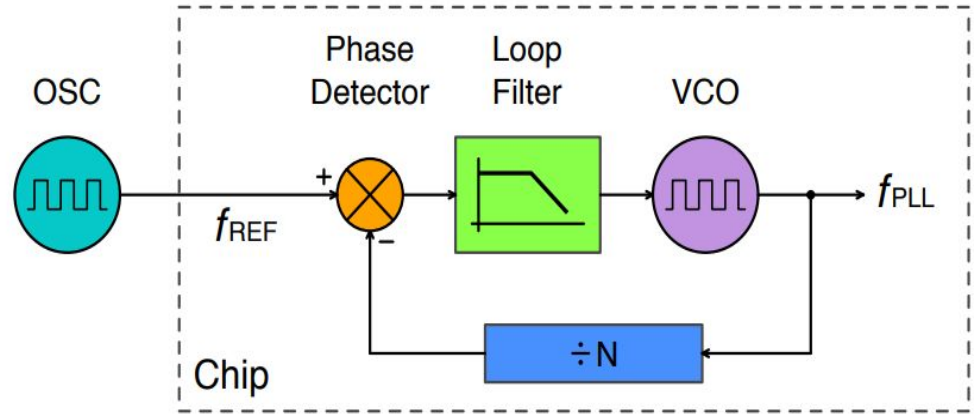 OSC
Phase
Detector
Loop
Filter
VCO
+
−
fREF
fPLL
÷N
Chip